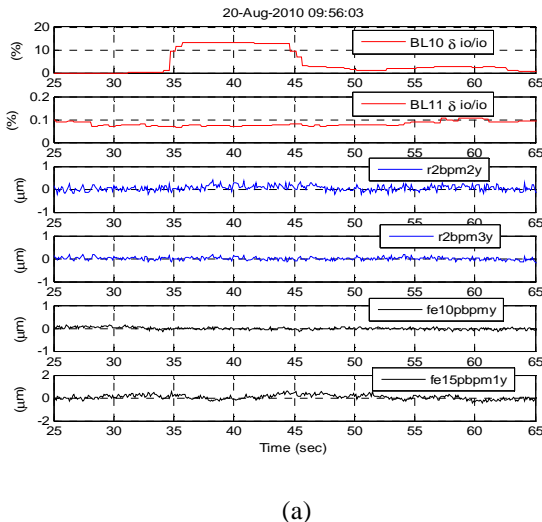 20-Aug-2010 09:56:03
20
10
0
(%)
BL10 δ io/io
25 30 35 40 45 50 55 60 65
0.2
0.1
0
(%)
BL11 δ io/io
25 30 35 40 45 50 55 60 65
1
0
-1
(μm)
r2bpm2y
25 30 35 40 45 50 55 60 65
1
0
-1
(μm)
r2bpm3y
25 30 35 40 45 50 55 60 65
1
0
-1
(μm)
fe10pbpmy
25 30 35 40 45 50 55 60 65
2
0
-2
(μm)
fe15pbpm1y
25 30 35 40 45 50 55 60 65
Time (sec)
(a)